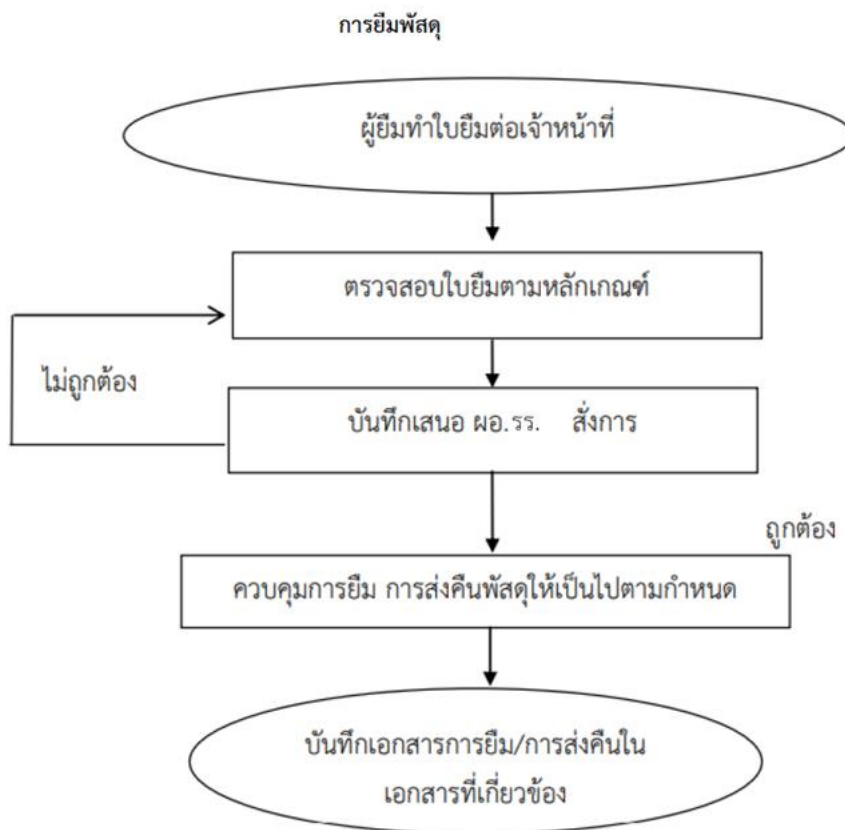 การยืมพัสดุ
ผู้ยืมทำใบยืมต่อเจ้าหน้าที่
ตรวจสอบใบยืมตามหลักเกณฑ์
ไม่ถูกต้อง
บันทึกเสนอ ผอ.รร. สั่งการ
ถูกต้อง
ควบคุมการยืม การส่งคืนพัสดุให้เป็นไปตามกำหนด
บันทึกเอกสารการยืม/การส่งคืนใน
เอกสารที่เกี่ยวข้อง